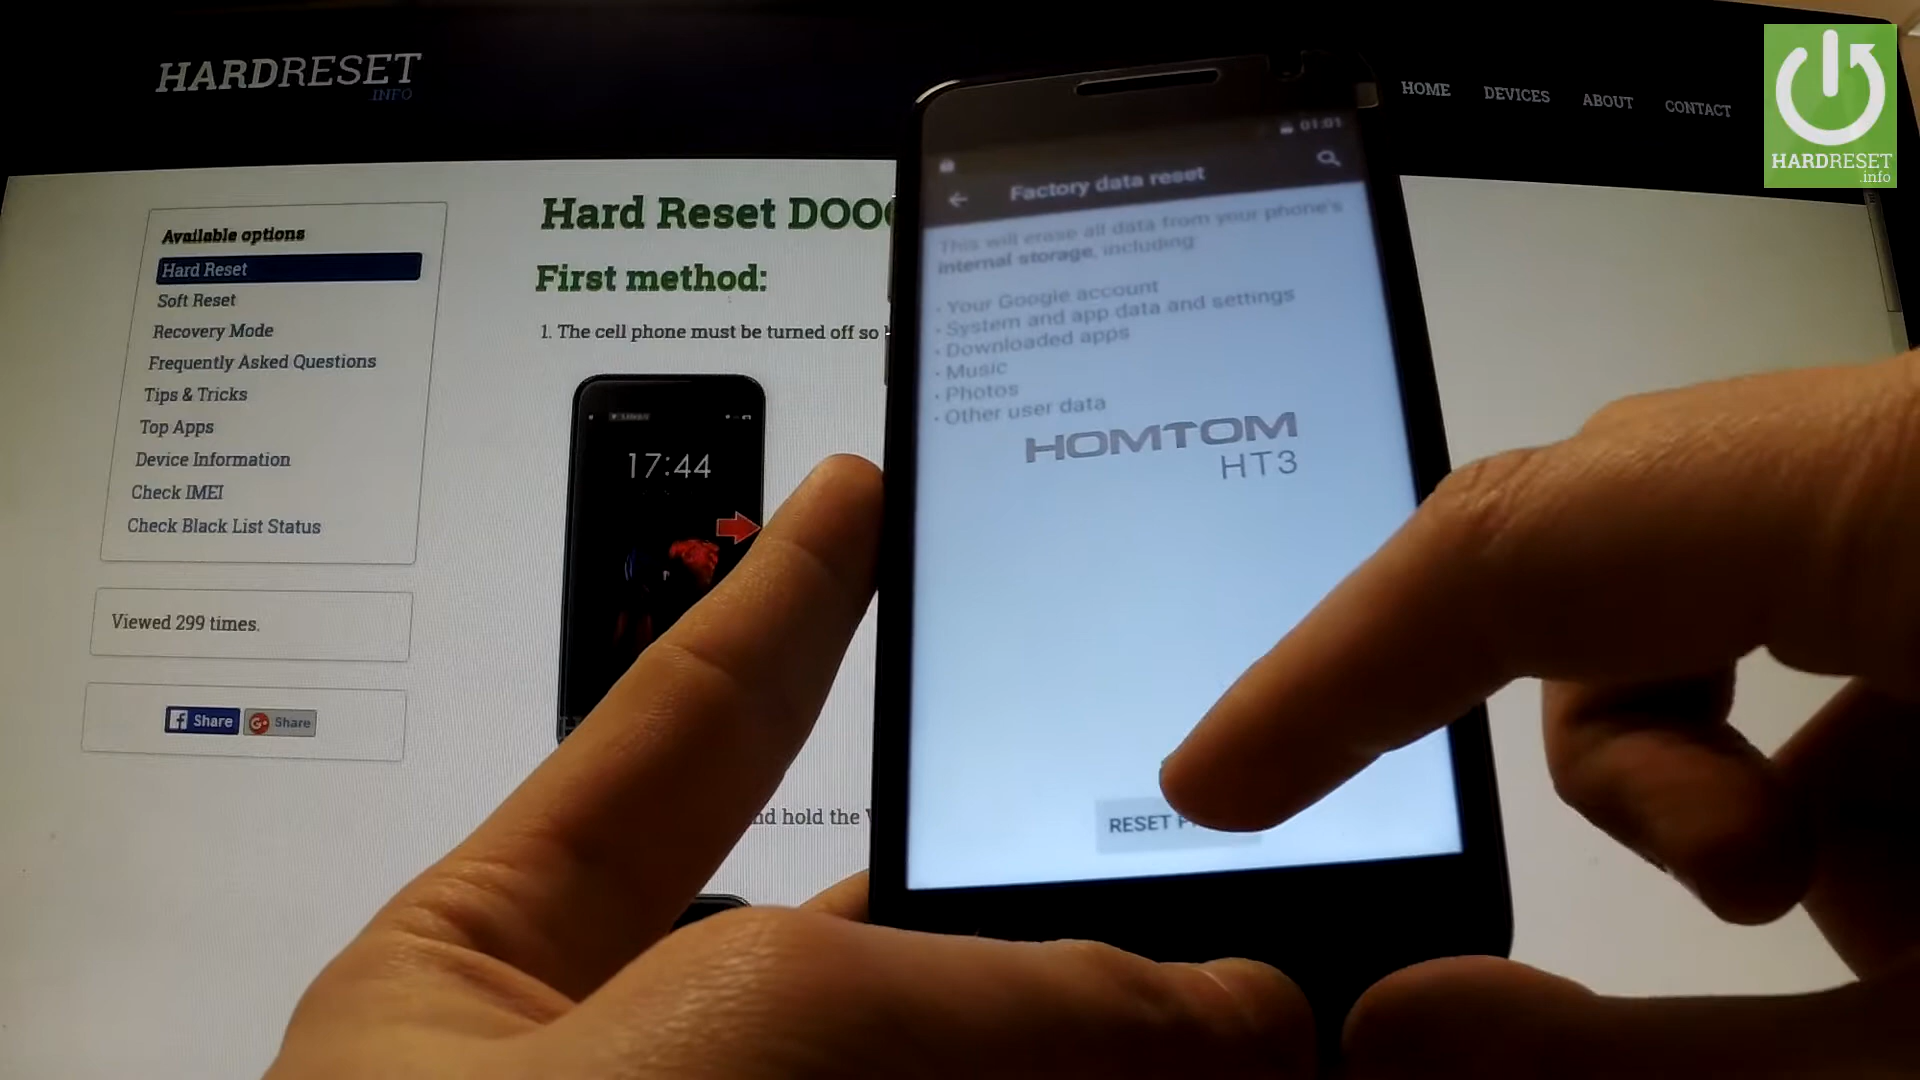 HARDRESET
.INFO
HOME DEVICES ABOUT CONTACT
HARDRESET
.info
Available options
Hard Reset
Soft Reset
Recovery Mode
Frequently Asked Questions
Tips & Tricks
Top Apps
Device Information
Check IMEI
Check Black List Status
Viewed 299 times.
Share Share
Hard Reset DOO
First method:
1. The cell phone must be turned off so
17:44
nd hold the
01:01
Factory data reset
This will erase all data from your phone's
internal storage, including:
· Your Google account
· System and app data and settings
· Downloaded apps
· Music
· Photos
· Other user data
HOMTOM
HT3
RESET